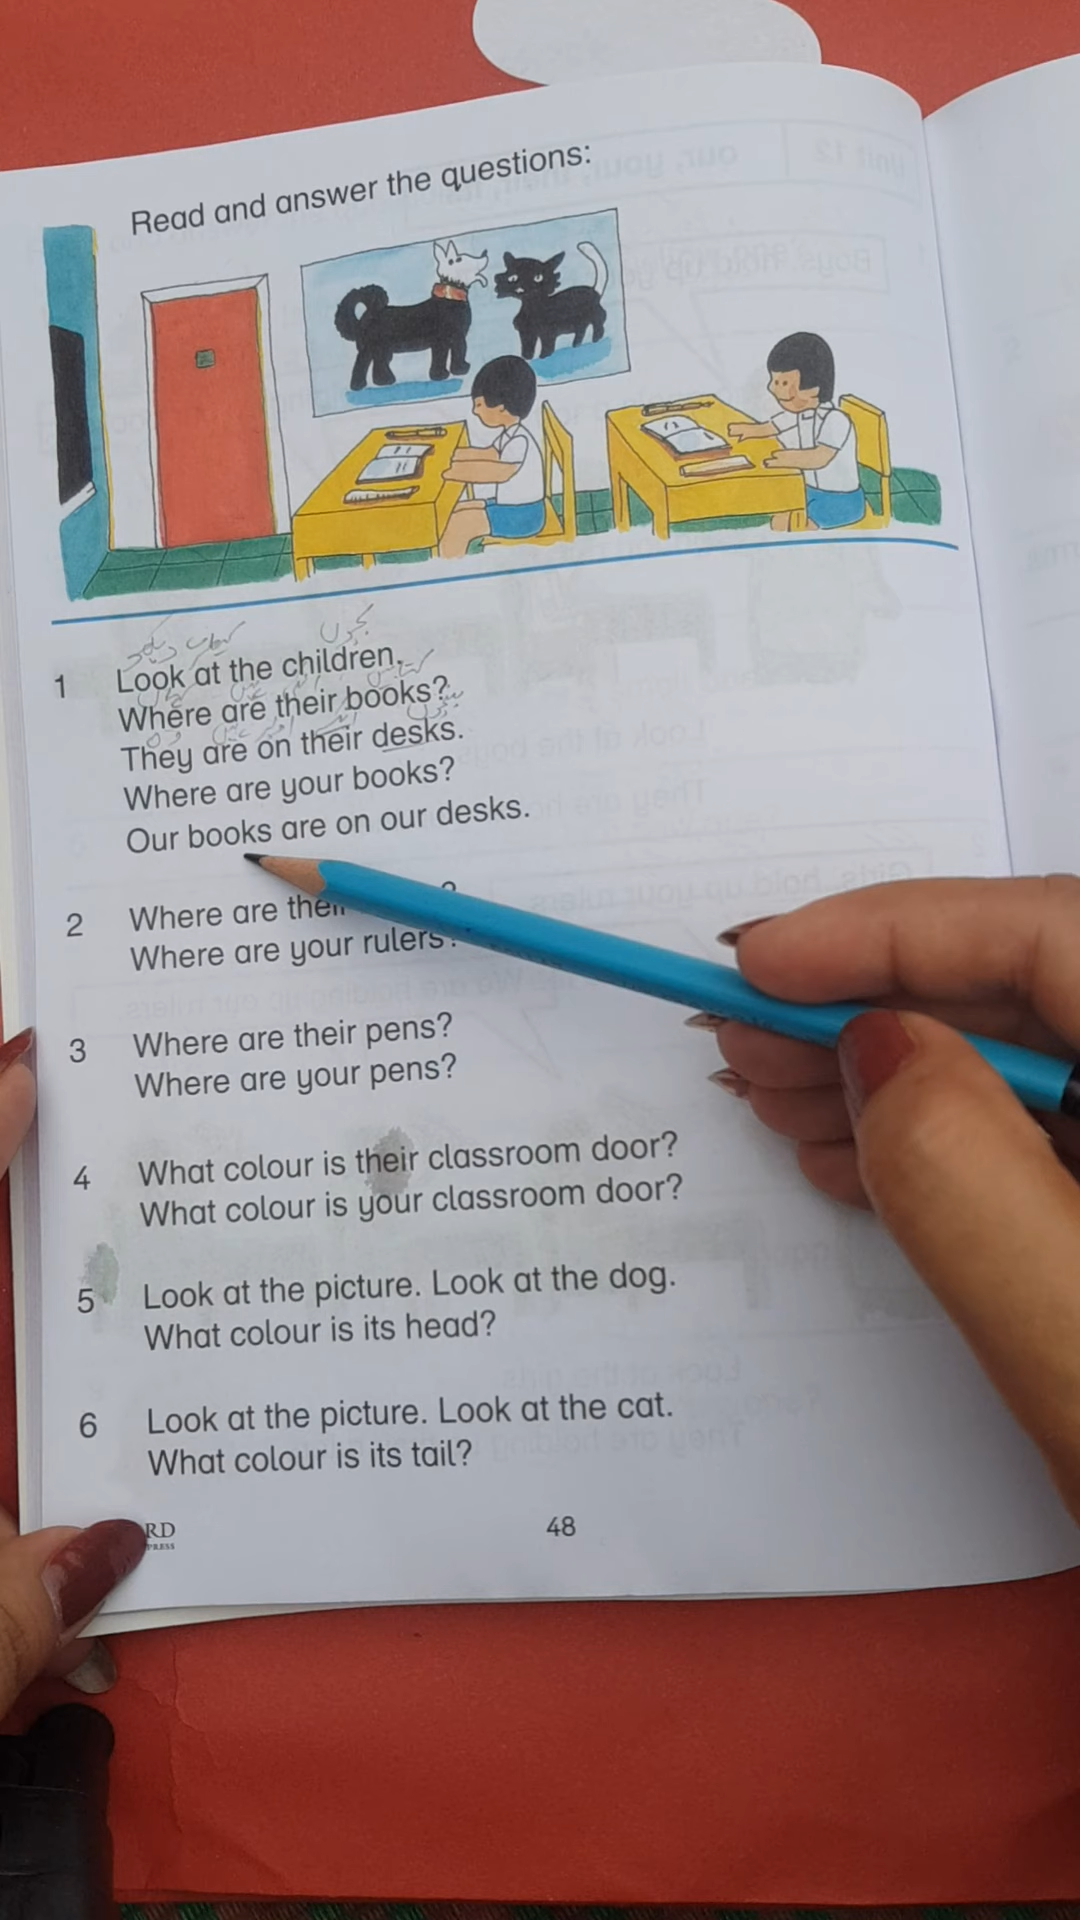 Read and answer the questions:
1 Look at the children.
Where are their books?
They are on their desks.
Where are your books?
Our books are on our desks.
2 Where are their
Where are your rulers?
3 Where are their pens?
Where are your pens?
4 What colour is their classroom door?
What colour is your classroom door?
5 Look at the picture. Look at the dog.
What colour is its head?
6 Look at the picture. Look at the cat.
What colour is its tail?
RD
PRESS
48